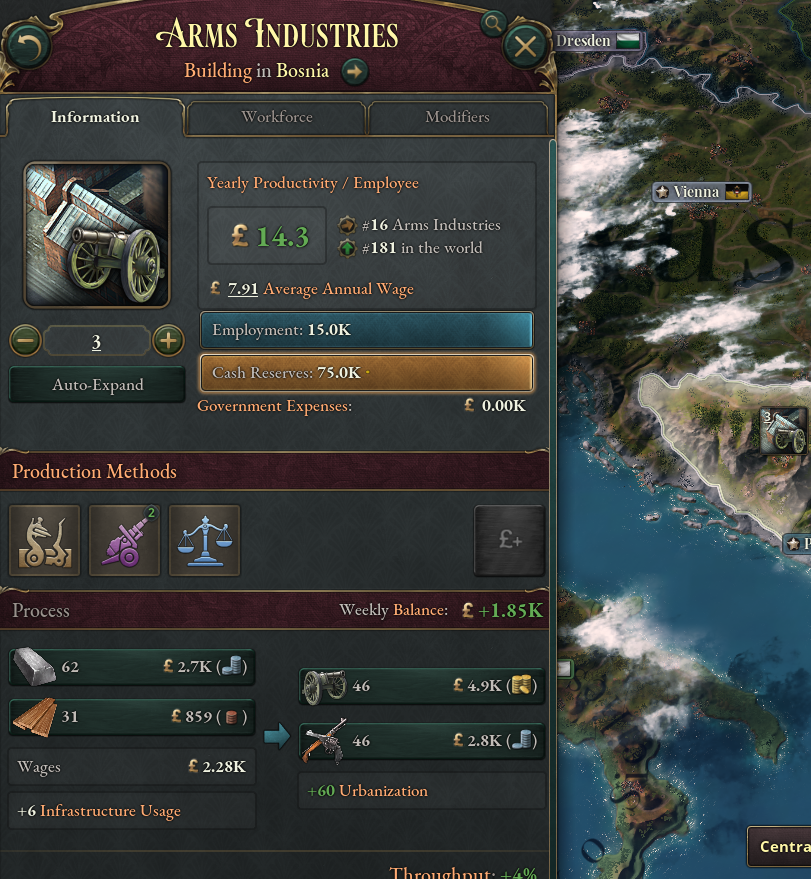 Arms Industries
Building in Bosnia
Dresden
Information
Workforce
Modifiers
Yearly Productivity / Employee
£ 14.3
#16 Arms Industries
#181 in the world
£ 7.91 Average Annual Wage
Vienna
us
3
Employment: 15.0K
Auto-Expand
Cash Reserves: 75.0K
Government Expenses: £ 0.00K
3
Production Methods
2
£+
Process
Weekly Balance: £ +1.85K
62 £ 2.7K ( )
46 £ 4.9K ( )
31 £ 859 ( )
46 £ 2.8K ( )
Wages £ 2.28K
+60 Urbanization
+6 Infrastructure Usage
Centra
Throughput: +4%